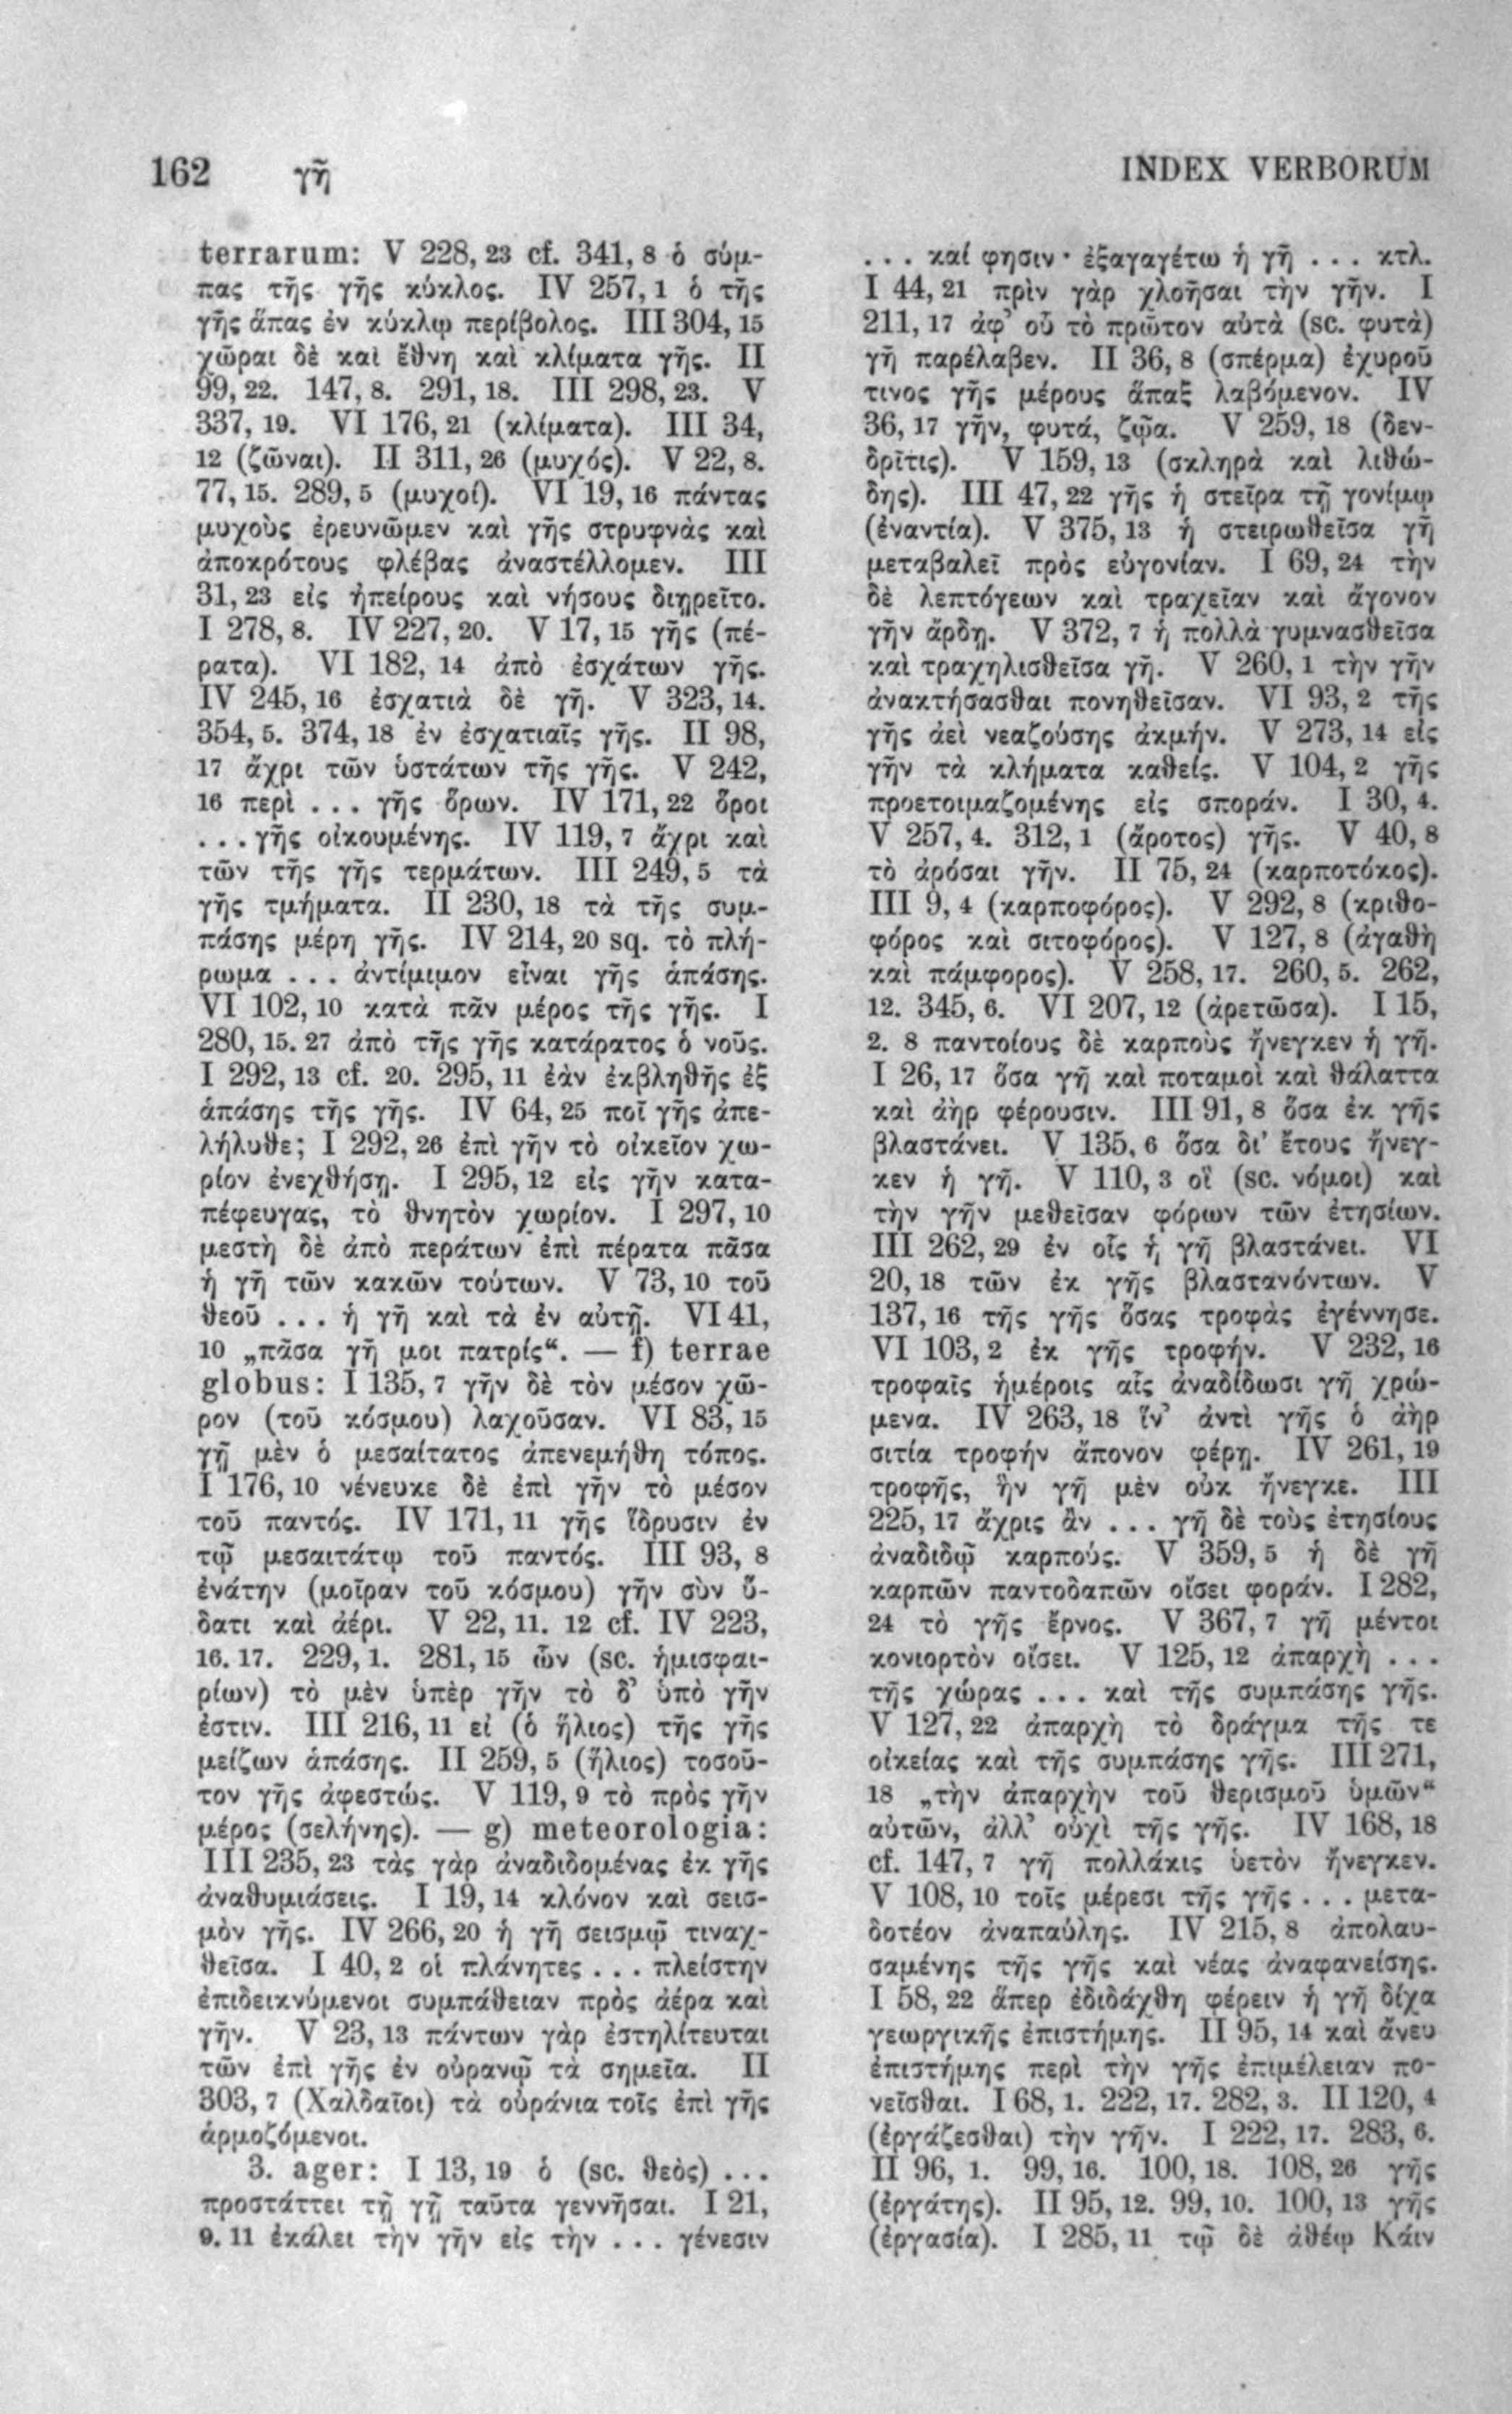 162 γῆ INDEX VERBORUM
terrarum: V 228, 23 cf. 341, 8 ὁ σύμ-
πας τῆς γῆς κύκλος. IV 257, 1 ὁ τῆς
γῆς ἅπας ἐν κύκλῳ περίβολος. III 304, 15
χῶραι δὲ καὶ ἔθνη καὶ κλίματα γῆς. II
99, 22. 147, 8. 291, 18. III 298, 23. V
337, 19. VI 176, 21 (κλίματα). III 34,
12 (ζῶναι). II 311, 26 (μυχός). V 22, 8.
77, 15. 289, 5 (μυχοί). VI 19, 16 πάντας
μυχοὺς ἐρευνῶμεν καὶ γῆς στρυφνὰς καὶ
ἀποκρότους φλέβας ἀναστέλλομεν. III
31, 23 εἰς ἠπείρους καὶ νήσους διῃρεῖτο.
I 278, 8. IV 227, 20. V 17, 15 γῆς (πέ-
ρατα). VI 182, 14 ἀπὸ ἐσχάτων γῆς.
IV 245, 16 ἐσχατιὰ δὲ γῆ. V 323, 14.
354, 5. 374, 18 ἐν ἐσχατιαῖς γῆς. II 98,
17 ἄχρι τῶν ὑστάτων τῆς γῆς. V 242,
16 περὶ ... γῆς ὅρων. IV 171, 22 ὅροι
... γῆς οἰκουμένης. IV 119, 7 ἄχρι καὶ
τῶν τῆς γῆς τερμάτων. III 249, 5 τὰ
γῆς τμήματα. II 230, 18 τὰ τῆς συμ-
πάσης μέρη γῆς. IV 214, 20 sq. τὸ πλή-
ρωμα ... ἀντίμιμον εἶναι γῆς ἁπάσης.
VI 102, 10 κατὰ πᾶν μέρος τῆς γῆς. I
280, 15. 27 ἀπὸ τῆς γῆς κατάρατος ὁ νοῦς.
I 292, 13 cf. 20. 295, 11 ἐὰν ἐκβληθῇς ἐξ
ἁπάσης τῆς γῆς. IV 64, 25 ποῖ γῆς ἀπε-
λήλυθε; I 292, 26 ἐπὶ γῆν τὸ οἰκεῖον χω-
ρίον ἐνεχθήσῃ. I 295, 12 εἰς γῆν κατα-
πέφευγας, τὸ θνητὸν χωρίον. I 297, 10
μεστὴ δὲ ἀπὸ περάτων ἐπὶ πέρατα πᾶσα
ἡ γῆ τῶν κακῶν τούτων. V 73, 10 τοῦ
θεοῦ ... ἡ γῆ καὶ τὰ ἐν αὐτῇ. VI 41,
10 „πᾶσα γῆ μοι πατρίς“. — f) terrae
globus: I 135, 7 γῆν δὲ τὸν μέσον χῶ-
ρον (τοῦ κόσμου) λαχοῦσαν. VI 83, 15
γῇ μὲν ὁ μεσαίτατος ἀπενεμήθη τόπος.
I 176, 10 νένευκε δὲ ἐπὶ γῆν τὸ μέσον
τοῦ παντός. IV 171, 11 γῆς ἵδρυσιν ἐν
τῷ μεσαιτάτῳ τοῦ παντός. III 93, 8
ἐνάτην (μοῖραν τοῦ κόσμου) γῆν σὺν ὕ-
δατι καὶ ἀέρι. V 22, 11. 12 cf. IV 223,
16. 17. 229, 1. 281, 15 ὧν (sc. ἡμισφαι-
ρίων) τὸ μὲν ὑπὲρ γῆν τὸ δ’ ὑπὸ γῆν
ἐστιν. III 216, 11 εἰ (ὁ ἥλιος) τῆς γῆς
μείζων ἁπάσης. II 259, 5 (ἥλιος) τοσοῦ-
τον γῆς ἀφεστώς. V 119, 9 τὸ πρὸς γῆν
μέρος (σελήνης). — g) meteorologia:
III 235, 23 τὰς γὰρ ἀναδιδομένας ἐκ γῆς
ἀναθυμιάσεις. I 19, 14 κλόνον καὶ σεισ-
μὸν γῆς. IV 266, 20 ἡ γῆ σεισμῷ τιναχ-
θεῖσα. I 40, 2 οἱ πλάνητες ... πλείστην
ἐπιδεικνύμενοι συμπάθειαν πρὸς ἀέρα καὶ
γῆν. V 23, 13 πάντων γὰρ ἐστηλίτευται
τῶν ἐπὶ γῆς ἐν οὐρανῷ τὰ σημεῖα. II
303, 7 (Χαλδαῖοι) τὰ οὐράνια τοῖς ἐπὶ γῆς
ἁρμοζόμενοι.
3. ager: I 13, 19 ὁ (sc. θεὸς) ...
προστάττει τῇ γῇ ταῦτα γεννῆσαι. I 21,
9. 11 ἐκάλει τὴν γῆν εἰς τὴν ... γένεσιν
... καί φησιν · ἐξαγαγέτω ἡ γῆ ... κτλ.
I 44, 21 πρὶν γὰρ χλοῆσαι τὴν γῆν. I
211, 17 ἀφ’ οὗ τὸ πρῶτον αὐτὰ (sc. φυτὰ)
γῆ παρέλαβεν. II 36, 8 (σπέρμα) ἐχυροῦ
τινος γῆς μέρους ἅπαξ λαβόμενον. IV
36, 17 γῆν, φυτά, ζῷα. V 259, 18 (δεν-
δρῖτις). V 159, 13 (σκληρὰ καὶ λιθώ-
δης). III 47, 22 γῆς ἡ στεῖρα τῇ γονίμῳ
(ἐναντία). V 375, 13 ἡ στειρωθεῖσα γῆ
μεταβαλεῖ πρὸς εὐγονίαν. I 69, 24 τὴν
δὲ λεπτόγεων καὶ τραχεῖαν καὶ ἄγονον
γῆν ἄρδῃ. V 372, 7 ἡ πολλὰ γυμνασθεῖσα
καὶ τραχηλισθεῖσα γῆ. V 260, 1 τὴν γῆν
ἀνακτήσασθαι πονηθεῖσαν. VI 93, 2 τῆς
γῆς ἀεὶ νεαζούσης ἀκμήν. V 273, 14 εἰς
γῆν τὰ κλήματα καθείς. V 104, 2 γῆς
προετοιμαζομένης εἰς σποράν. I 30, 4.
V 257, 4. 312, 1 (ἄροτος) γῆς. V 40, 8
τὸ ἀρόσαι γῆν. II 75, 24 (καρποτόκος).
III 9, 4 (καρποφόρος). V 292, 8 (κριθο-
φόρος καὶ σιτοφόρος). V 127, 8 (ἀγαθὴ
καὶ πάμφορος). V 258, 17. 260, 5. 262,
12. 345, 6. VI 207, 12 (ἀρετῶσα). I 15,
2. 8 παντοίους δὲ καρποὺς ἤνεγκεν ἡ γῆ.
I 26, 17 ὅσα γῆ καὶ ποταμοὶ καὶ θάλαττα
καὶ ἀὴρ φέρουσιν. III 91, 8 ὅσα ἐκ γῆς
βλαστάνει. V 135, 6 ὅσα δι’ ἔτους ἤνεγ-
κεν ἡ γῆ. V 110, 3 οἳ (sc. νόμοι) καὶ
τὴν γῆν μεθεῖσαν φόρων τῶν ἐτησίων.
III 262, 29 ἐν οἷς ἡ γῆ βλαστάνει. VI
20, 18 τῶν ἐκ γῆς βλαστανόντων. V
137, 16 τῆς γῆς ὅσας τροφὰς ἐγέννησε.
VI 103, 2 ἐκ γῆς τροφήν. V 232, 16
τροφαῖς ἡμέροις αἷς ἀναδίδωσι γῆ χρώ-
μενα. IV 263, 18 ἵν’ ἀντὶ γῆς ὁ ἀὴρ
σιτία τροφήν ἄπονον φέρῃ. IV 261, 19
τροφῆς, ἣν γῆ μὲν οὐκ ἤνεγκε. III
225, 17 ἄχρις ἂν ... γῆ δὲ τοὺς ἐτησίους
ἀναδιδῷ καρπούς. V 359, 5 ἡ δὲ γῆ
καρπῶν παντοδαπῶν οἴσει φοράν. I 282,
24 τὸ γῆς ἔρνος. V 367, 7 γῆ μέντοι
κονιορτὸν οἴσει. V 125, 12 ἀπαρχὴ ...
τῆς χώρας ... καὶ τῆς συμπάσης γῆς.
V 127, 22 ἀπαρχὴ τὸ δράγμα τῆς τε
οἰκείας καὶ τῆς συμπάσης γῆς. III 271,
18 „τὴν ἀπαρχὴν τοῦ θερισμοῦ ὑμῶν“
αὐτῶν, ἀλλ’ οὐχὶ τῆς γῆς. IV 168, 18
cf. 147, 7 γῆ πολλάκις ὑετὸν ἤνεγκεν.
V 108, 10 τοῖς μέρεσι τῆς γῆς ... μετα-
δοτέον ἀναπαύλης. IV 215, 8 ἀπολαυ-
σαμένης τῆς γῆς καὶ νέας ἀναφανείσης.
I 58, 22 ἅπερ ἐδιδάχθη φέρειν ἡ γῆ δίχα
γεωργικῆς ἐπιστήμης. II 95, 14 καὶ ἄνευ
ἐπιστήμης περὶ τὴν γῆς ἐπιμέλειαν πο-
νεῖσθαι. I 68, 1. 222, 17. 282, 3. II 120, 4
(ἐργάζεσθαι) τὴν γῆν. I 222, 17. 283, 6.
II 96, 1. 99, 16. 100, 18. 108, 26 γῆς
(ἐργάτης). II 95, 12. 99, 10. 100, 13 γῆς
(ἐργασία). I 285, 11 τῷ δὲ ἀθέῳ Κάιν